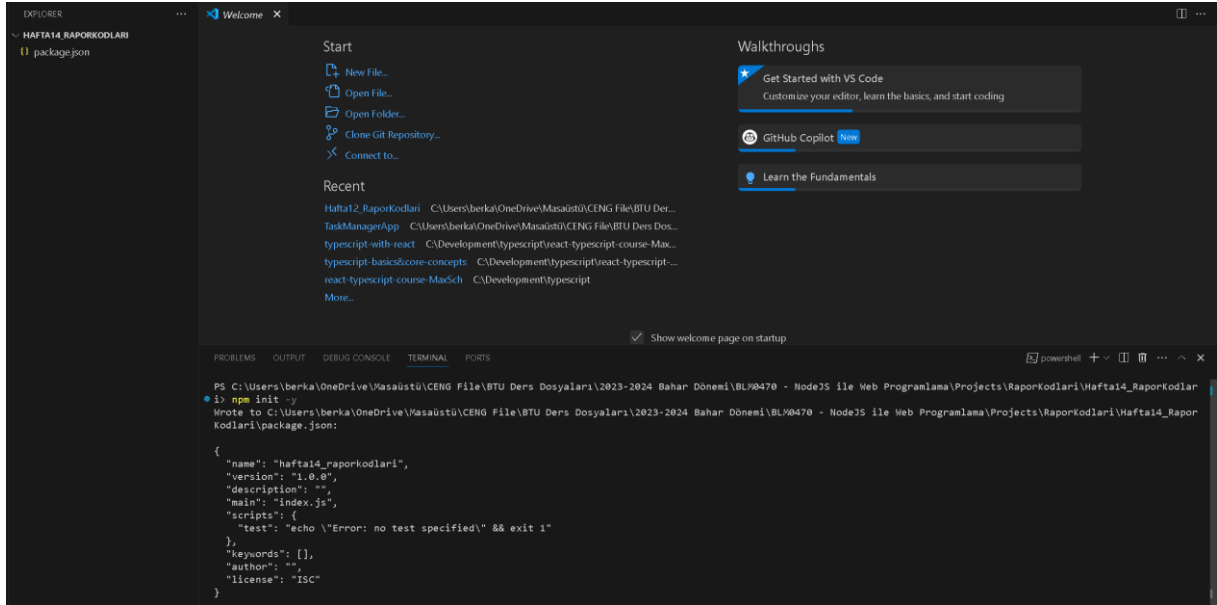 EXPLORER
HAFTA14_RAPORKODLARI
{} package.json
Welcome
Start
New File...
Open File...
Open Folder...
Clone Git Repository...
Connect to...
Recent
Hafta12_RaporKodlari C:\Users\berka\OneDrive\Masaüstü\CENG File\BTU Der...
TaskManagerApp C:\Users\berka\OneDrive\Masaüstü\CENG File\BTU Ders Dos...
typescript-with-react C:\Development\typescript\react-typescript-course-Max...
typescript-basics&core-concepts C:\Development\typescript\react-typescript-...
react-typescript-course-MaxSch C:\Development\typescript
More...
Walkthroughs
Get Started with VS Code
Customize your editor, learn the basics, and start coding
GitHub Copilot New
Learn the Fundamentals
Show welcome page on startup
PROBLEMS OUTPUT DEBUG CONSOLE TERMINAL PORTS
powershell
PS C:\Users\berka\OneDrive\Masaüstü\CENG File\BTU Ders Dosyaları\2023-2024 Bahar Dönemi\BLM0470 - NodeJS ile Web Programlama\Projects\RaporKodlari\Hafta14_RaporKodlar
i> npm init -y
Wrote to C:\Users\berka\OneDrive\Masaüstü\CENG File\BTU Ders Dosyaları\2023-2024 Bahar Dönemi\BLM0470 - NodeJS ile Web Programlama\Projects\RaporKodlari\Hafta14_Rapor
Kodlari\package.json:
{
"name": "hafta14_raporkodlari",
"version": "1.0.0",
"description": "",
"main": "index.js",
"scripts": {
"test": "echo \"Error: no test specified\" && exit 1"
},
"keywords": [],
"author": "",
"license": "ISC"
}